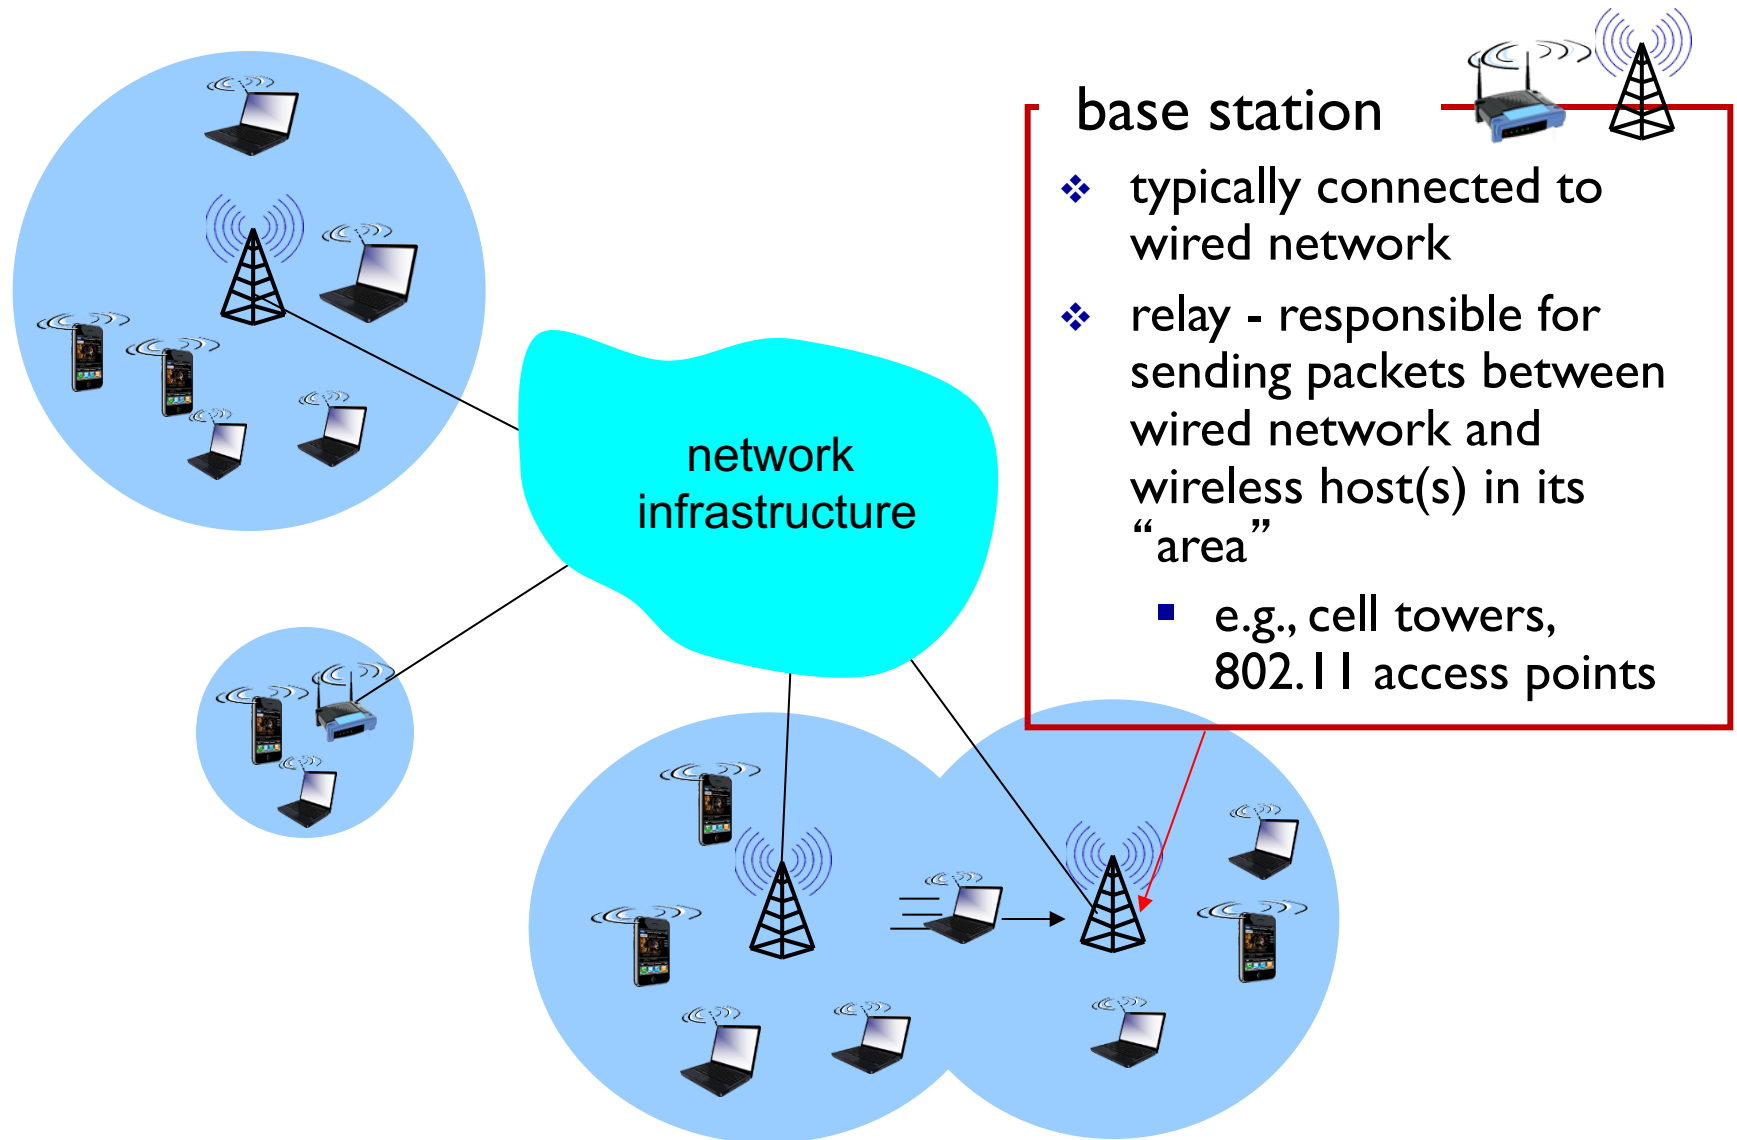 base station
typically connected to
wired network
relay - responsible for
sending packets between
wired network and
wireless host(s) in its
“area”
e.g., cell towers,
802.11 access points
network
infrastructure